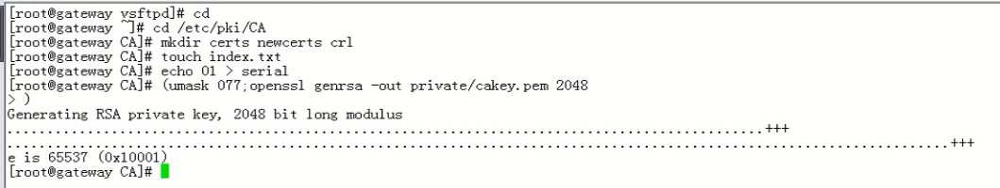 [root@gateway vsftpd]# cd
[root@gateway ~]# cd /etc/pki/CA
[root@gateway CA]# mkdir certs newcerts crl
[root@gateway CA]# touch index.txt
[root@gateway CA]# echo 01 > serial
[root@gateway CA]# (umask 077;openssl genrsa -out private/cakey.pem 2048
> )
Generating RSA private key, 2048 bit long modulus
.......................................................................................................+++
................................................................................................................................+++
e is 65537 (0x10001)
[root@gateway CA]#